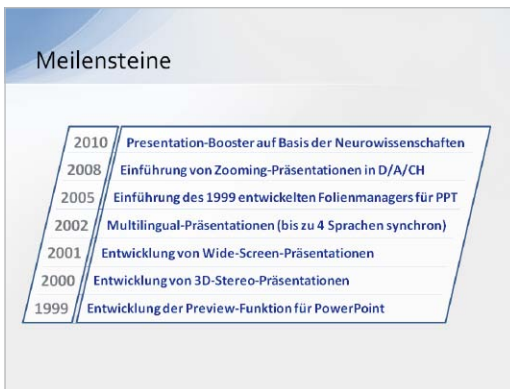 Meilensteine
2010 Presentation-Booster auf Basis der Neurowissenschaften
2008 Einführung von Zooming-Präsentationen in D/A/CH
2005 Einführung des 1999 entwickelten Folienmanagers für PPT
2002 Multilingual-Präsentationen (bis zu 4 Sprachen synchron)
2001 Entwicklung von Wide-Screen-Präsentationen
2000 Entwicklung von 3D-Stereo-Präsentationen
1999 Entwicklung der Preview-Funktion für PowerPoint